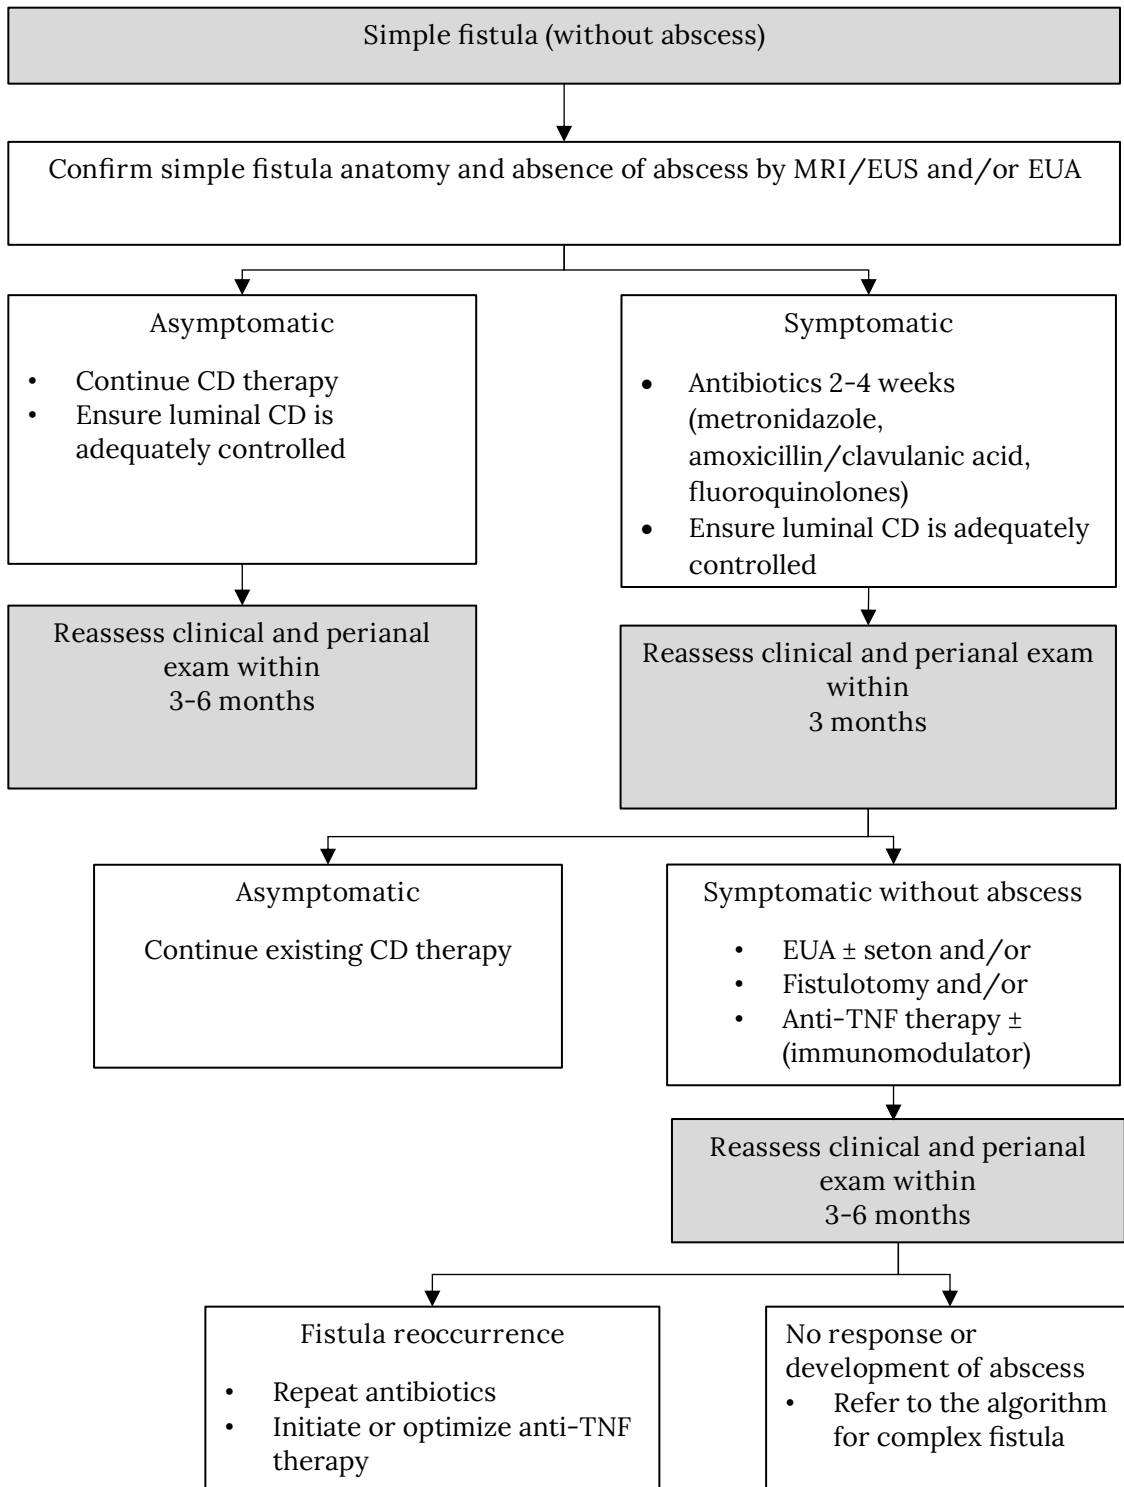 Simple fistula (without abscess)
Confirm simple fistula anatomy and absence of abscess by MRI/EUS and/or EUA
Asymptomatic
• Continue CD therapy
• Ensure luminal CD is
adequately controlled
Symptomatic
• Antibiotics 2-4 weeks
(metronidazole,
amoxicillin/clavulanic acid,
fluoroquinolones)
• Ensure luminal CD is adequately
controlled
Reassess clinical and perianal
exam within
3-6 months
Reassess clinical and perianal exam
within
3 months
Asymptomatic
Continue existing CD therapy
Symptomatic without abscess
• EUA ± seton and/or
• Fistulotomy and/or
• Anti-TNF therapy ±
(immunomodulator)
Reassess clinical and perianal
exam within
3-6 months
Fistula reoccurrence
• Repeat antibiotics
• Initiate or optimize anti-TNF
therapy
No response or
development of abscess
• Refer to the algorithm
for complex fistula